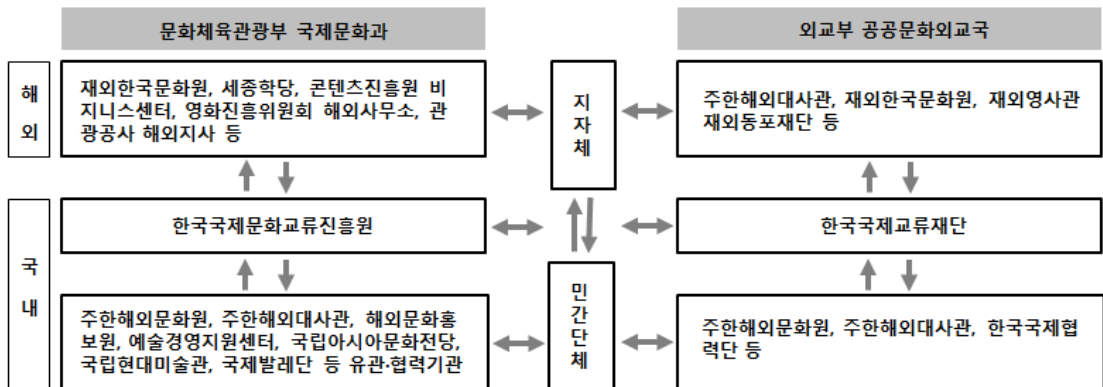 문화체육관광부 국제문화과
외교부 공공문화외교국
해
외
재외한국문화원, 세종학당, 콘텐츠진흥원 비
지니스센터, 영화진흥위원회 해외사무소, 관
광공사 해외지사 등
지
자
체
주한해외대사관, 재외한국문화원, 재외영사관
재외동포재단 등
국
내
한국국제문화교류진흥원
한국국제교류재단
주한해외문화원, 주한해외대사관, 해외문화홍
보원, 예술경영지원센터, 국립아시아문화전당,
국립현대미술관, 국제발레단 등 유관·협력기관
민
간
단
체
주한해외문화원, 주한해외대사관, 한국국제협
력단 등